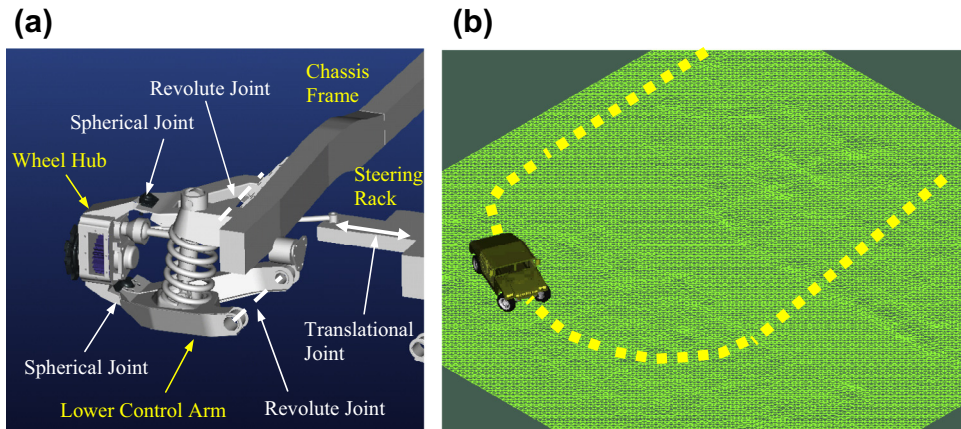 (a)
(b)
Revolute Joint
Chassis
Frame
Spherical Joint
Wheel Hub
Steering
Rack
Translational
Joint
Spherical Joint
Lower Control Arm
Revolute Joint